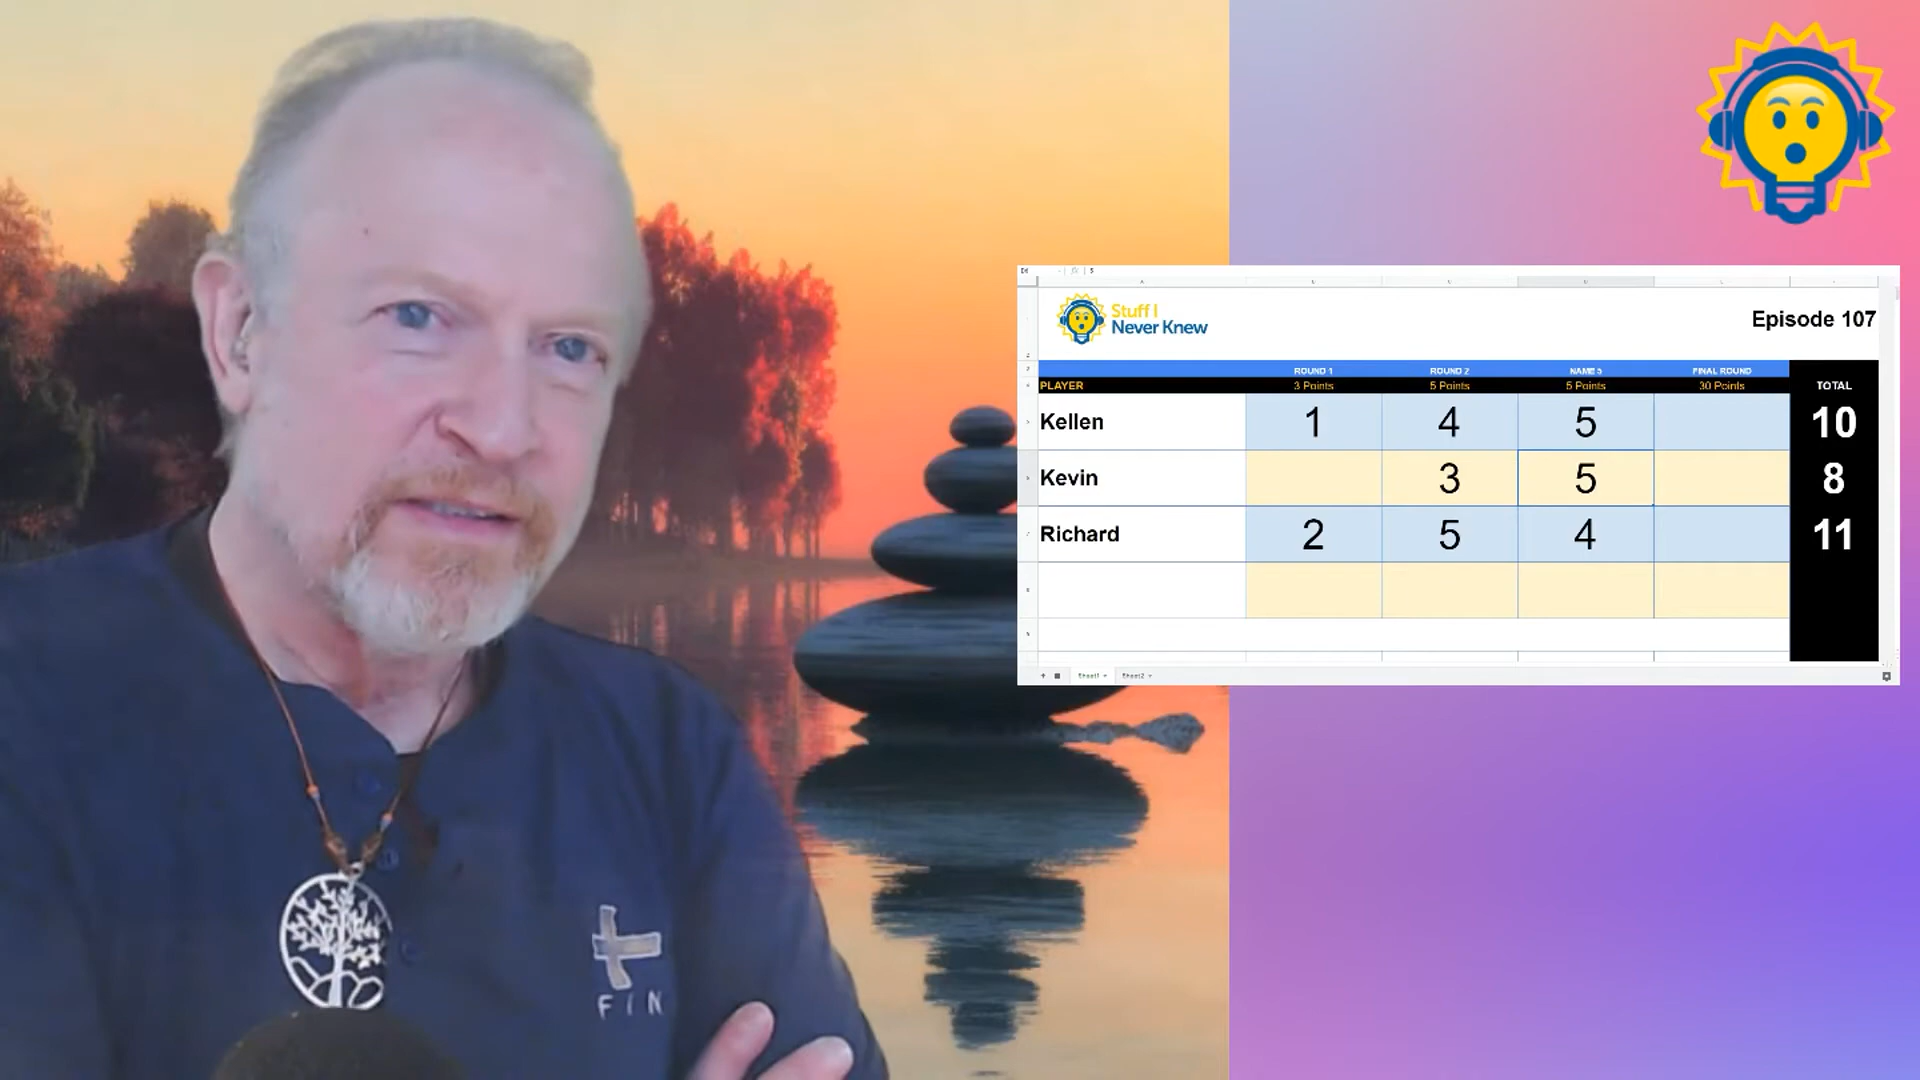 Stuff I
Never Knew
Episode 107
ROUND 1 ROUND 2 NAME 5 FINAL ROUND
PLAYER 3 Points 5 Points 5 Points 30 Points TOTAL
Kellen 1 4 5 10
Kevin 3 5 8
Richard 2 5 4 11
Sheet1 Sheet2
FIN